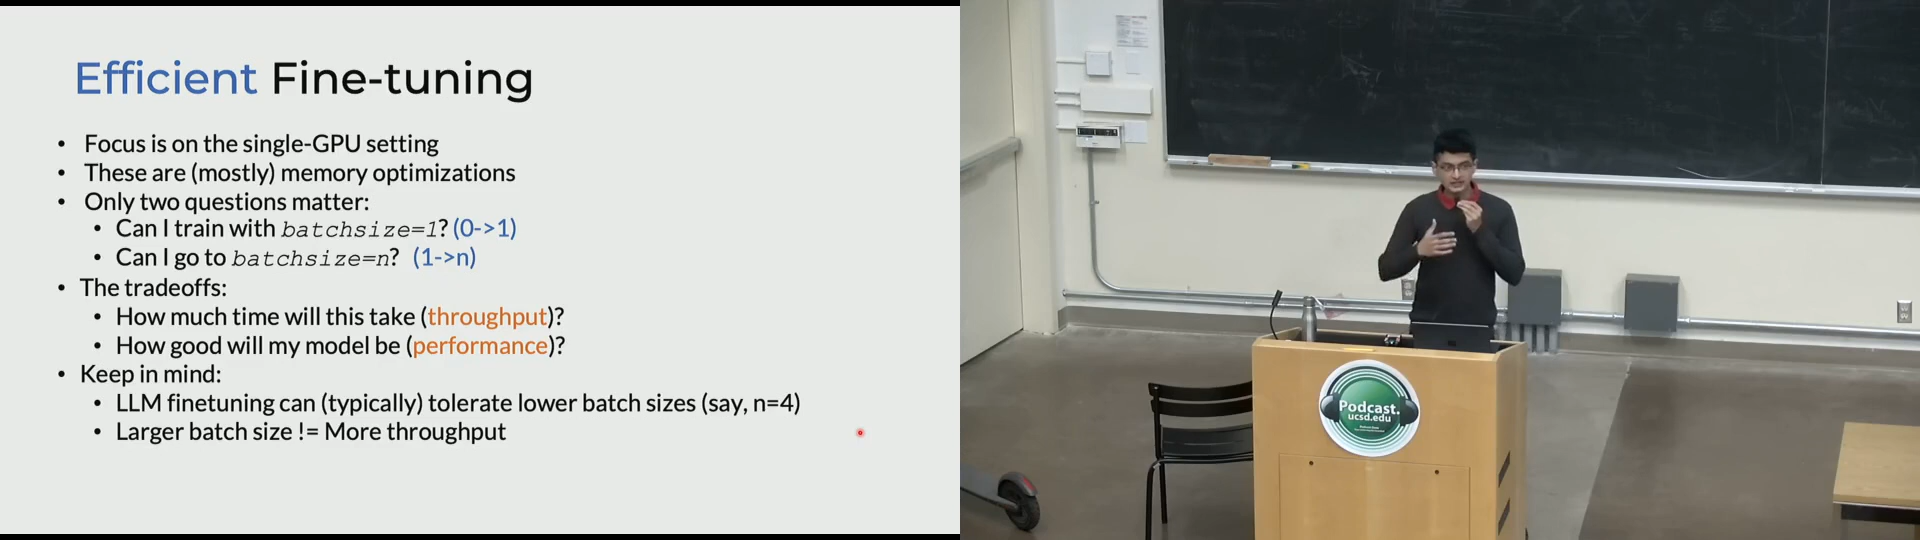 Efficient Fine-tuning
• Focus is on the single-GPU setting
• These are (mostly) memory optimizations
• Only two questions matter:
• Can I train with batchsize=1? (0->1)
• Can I go to batchsize=n? (1->n)
• The tradeoffs:
• How much time will this take (throughput)?
• How good will my model be (performance)?
• Keep in mind:
• LLM finetuning can (typically) tolerate lower batch sizes (say, n=4)
• Larger batch size != More throughput
Podcast.
ucsd.edu